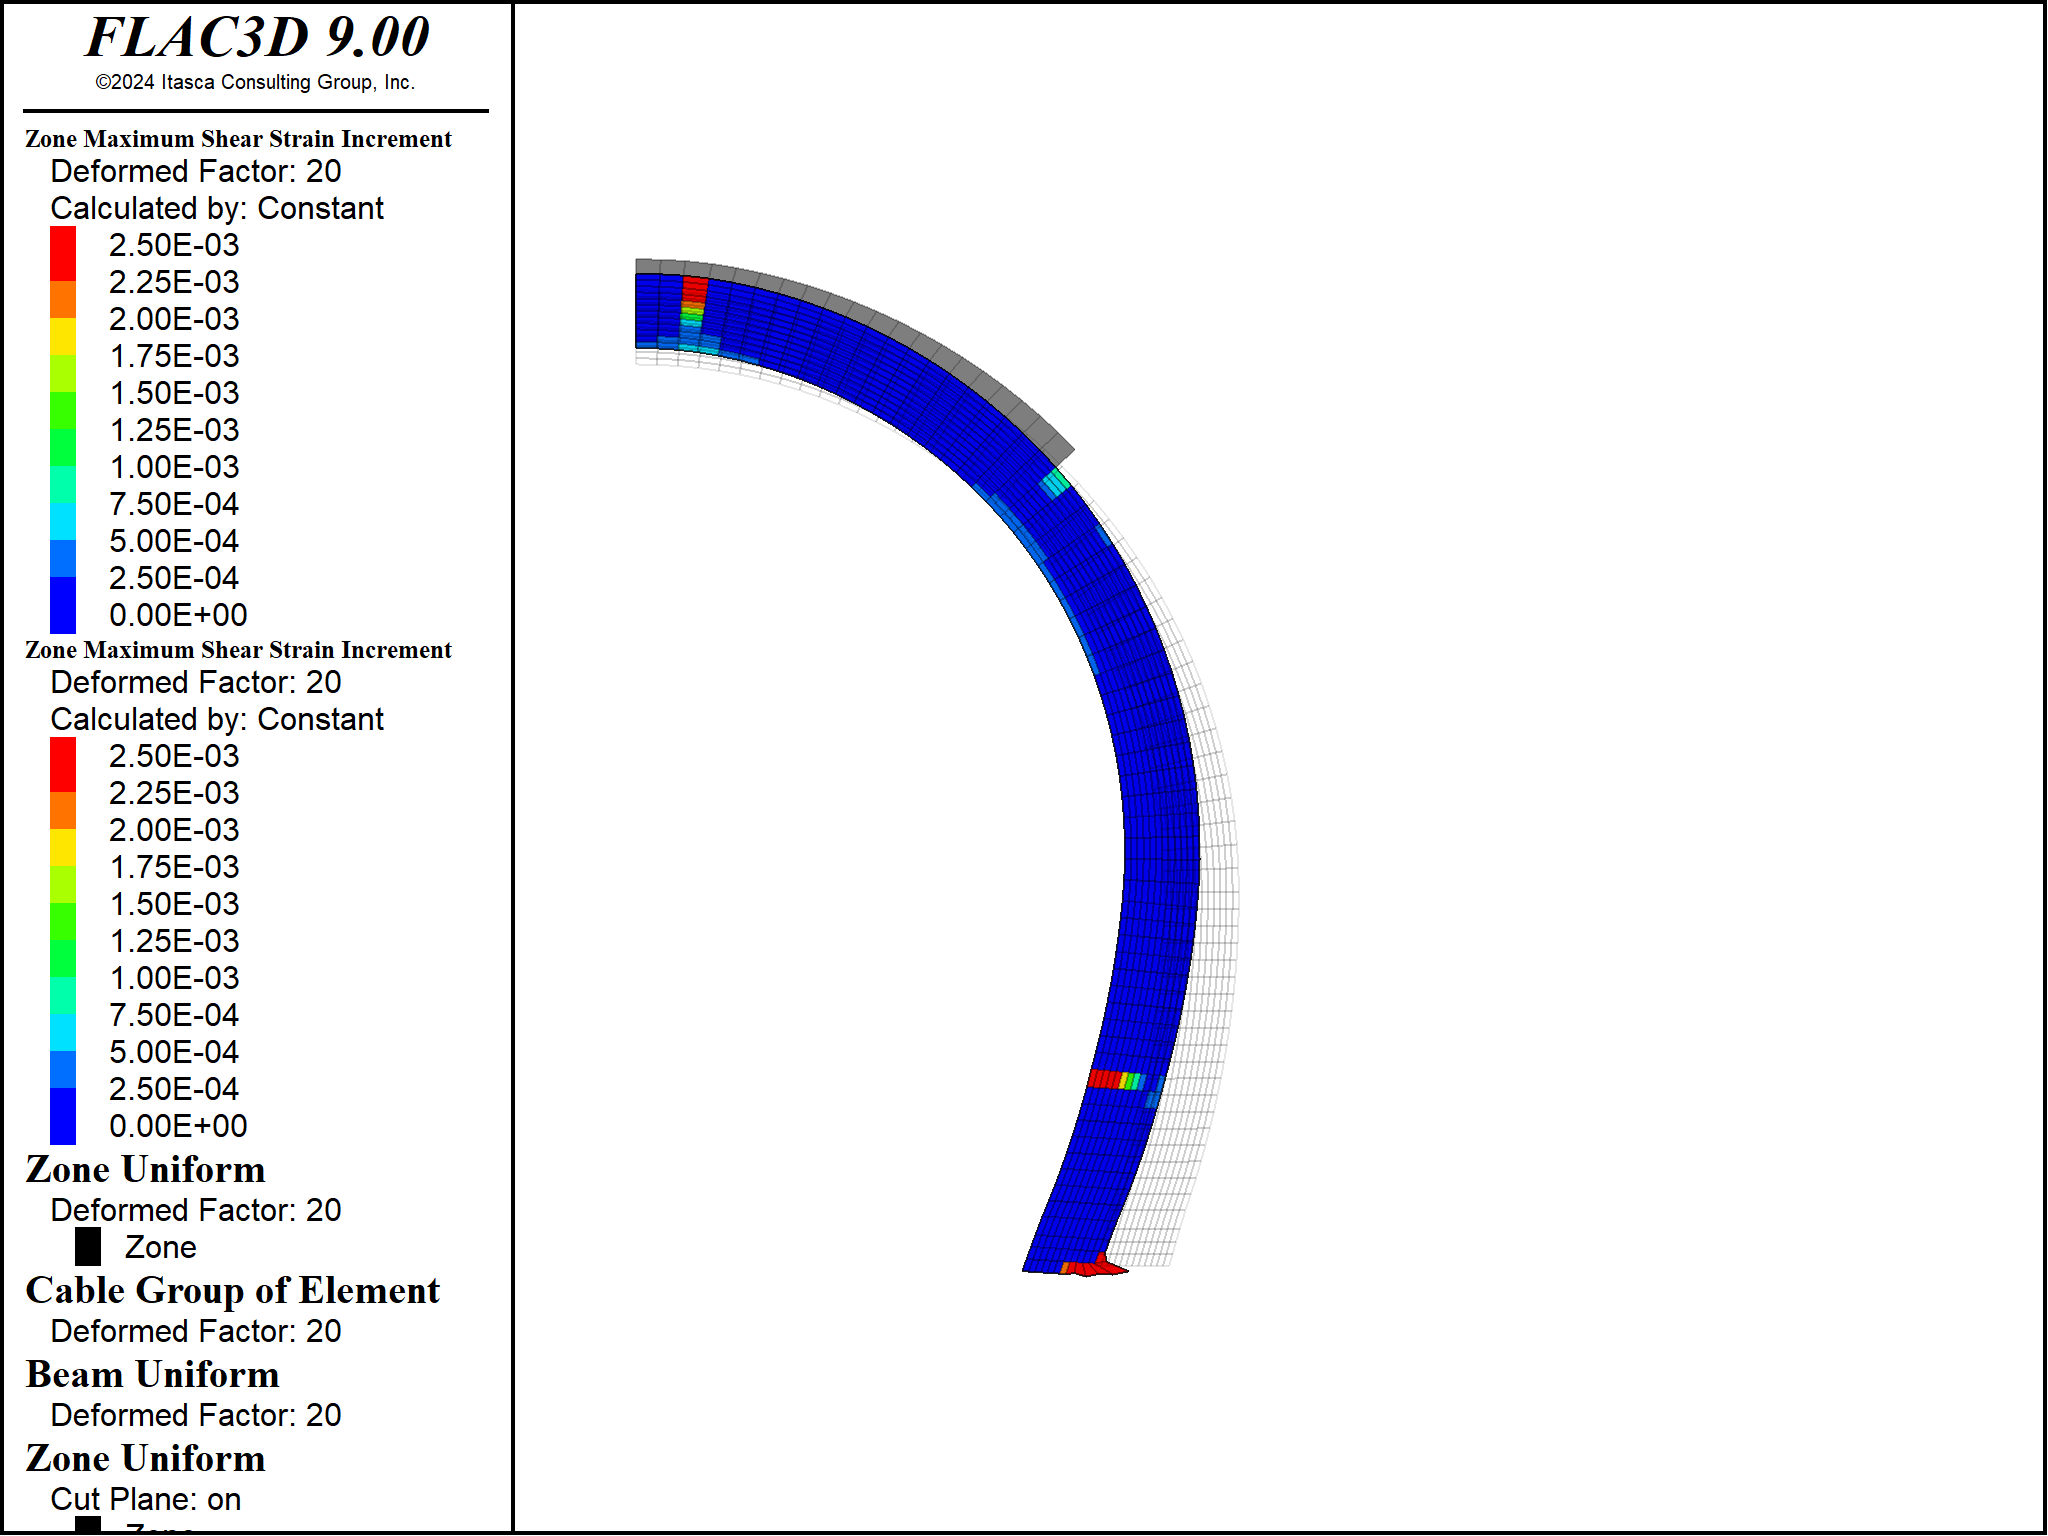 FLAC3D 9.00
©2024 Itasca Consulting Group, Inc.
Zone Maximum Shear Strain Increment
Deformed Factor: 20
Calculated by: Constant
2.50E-03
2.25E-03
2.00E-03
1.75E-03
1.50E-03
1.25E-03
1.00E-03
7.50E-04
5.00E-04
2.50E-04
0.00E+00
Zone Maximum Shear Strain Increment
Deformed Factor: 20
Calculated by: Constant
2.50E-03
2.25E-03
2.00E-03
1.75E-03
1.50E-03
1.25E-03
1.00E-03
7.50E-04
5.00E-04
2.50E-04
0.00E+00
Zone Uniform
Deformed Factor: 20
Zone
Cable Group of Element
Deformed Factor: 20
Beam Uniform
Deformed Factor: 20
Zone Uniform
Cut Plane: on